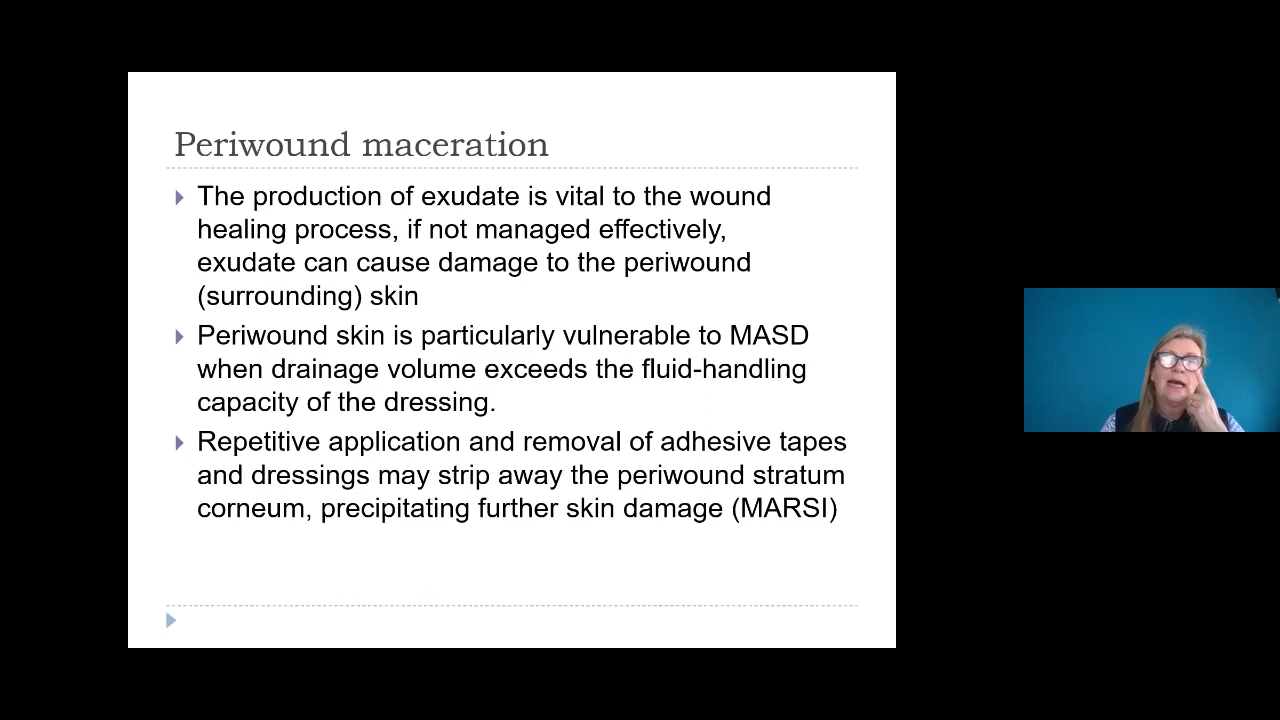 Periwound maceration
The production of exudate is vital to the wound
healing process, if not managed effectively,
exudate can cause damage to the periwound
(surrounding) skin
Periwound skin is particularly vulnerable to MASD
when drainage volume exceeds the fluid-handling
capacity of the dressing.
Repetitive application and removal of adhesive tapes
and dressings may strip away the periwound stratum
corneum, precipitating further skin damage (MARSI)